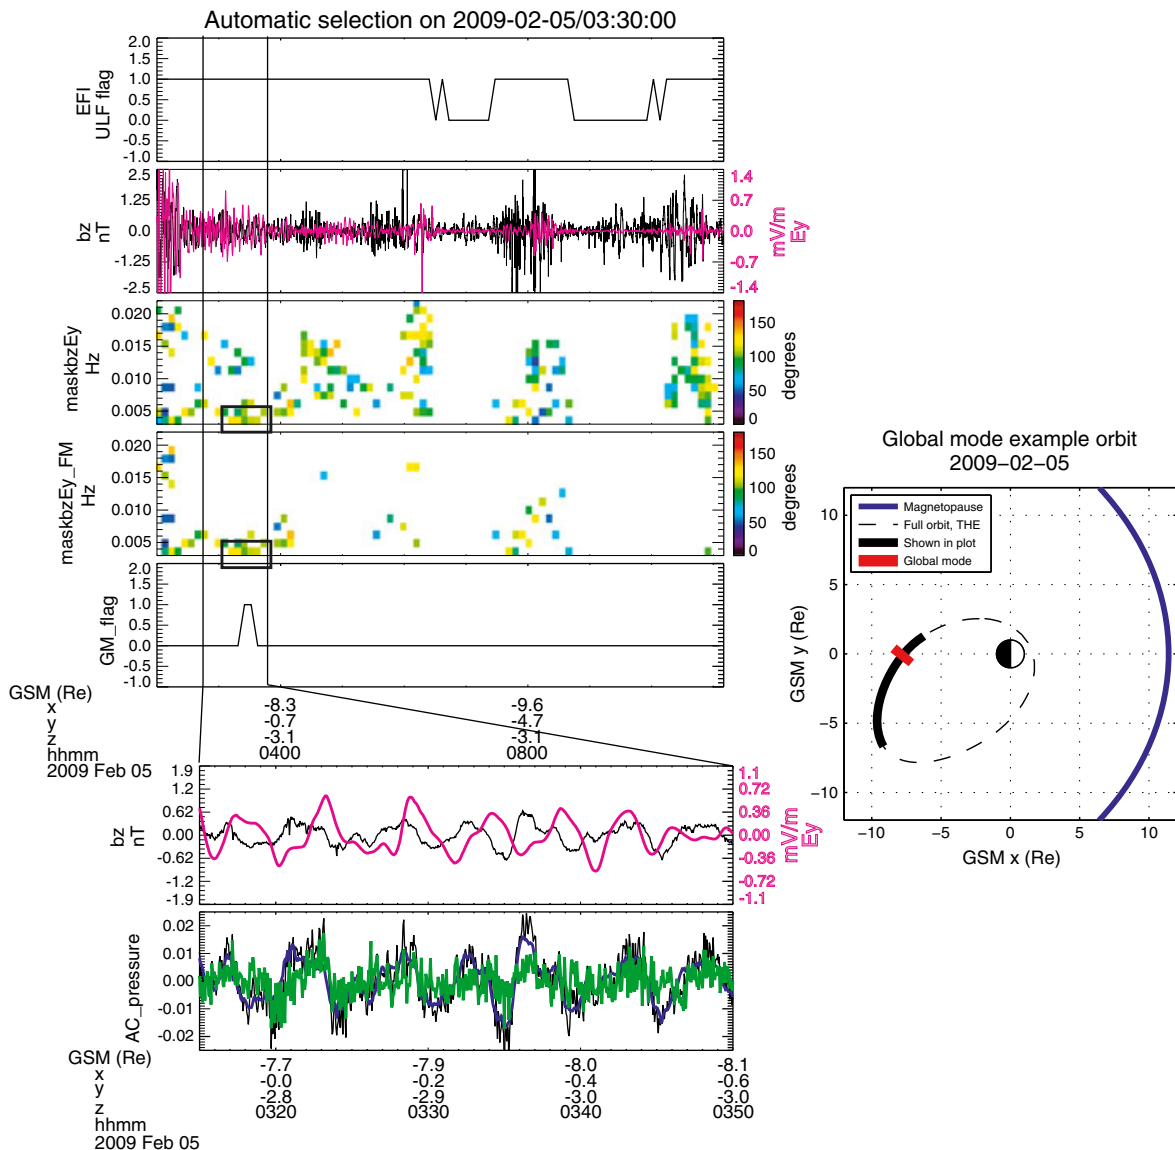 Automatic selection on 2009-02-05/03:30:00
EFI
ULF flag
2.0
1.5
1.0
0.5
0.0
-0.5
-1.0
bz
nT
2.5
1.25
0.0
-1.25
-2.5
1.4
0.7
0.0
-0.7
-1.4
mV/m
Ey
maskbzEy
Hz
0.020
0.015
0.010
0.005
150
100
50
0
degrees
maskbzEy_FM
Hz
0.020
0.015
0.010
0.005
150
100
50
0
degrees
GM_flag
2.0
1.5
1.0
0.5
0.0
-0.5
-1.0
GSM (Re)
x -8.3 -9.6
y -0.7 -4.7
z -3.1 -3.1
hhmm 0400 0800
2009 Feb 05
bz
nT
1.9
1.2
0.62
0.00
-0.62
-1.2
-1.9
1.1
0.72
0.36
0.00
-0.36
-0.72
-1.1
mV/m
Ey
AC_pressure
0.02
0.01
0.00
-0.01
-0.02
GSM (Re)
x -7.7 -7.9 -8.0 -8.1
y -0.0 -0.2 -0.4 -0.6
z -2.8 -2.9 -3.0 -3.0
hhmm 0320 0330 0340 0350
2009 Feb 05
Global mode example orbit
2009–02–05
Magnetopause
Full orbit, THE
Shown in plot
Global mode
GSM y (Re)
10
5
0
−5
−10
−10 −5 0 5 10
GSM x (Re)